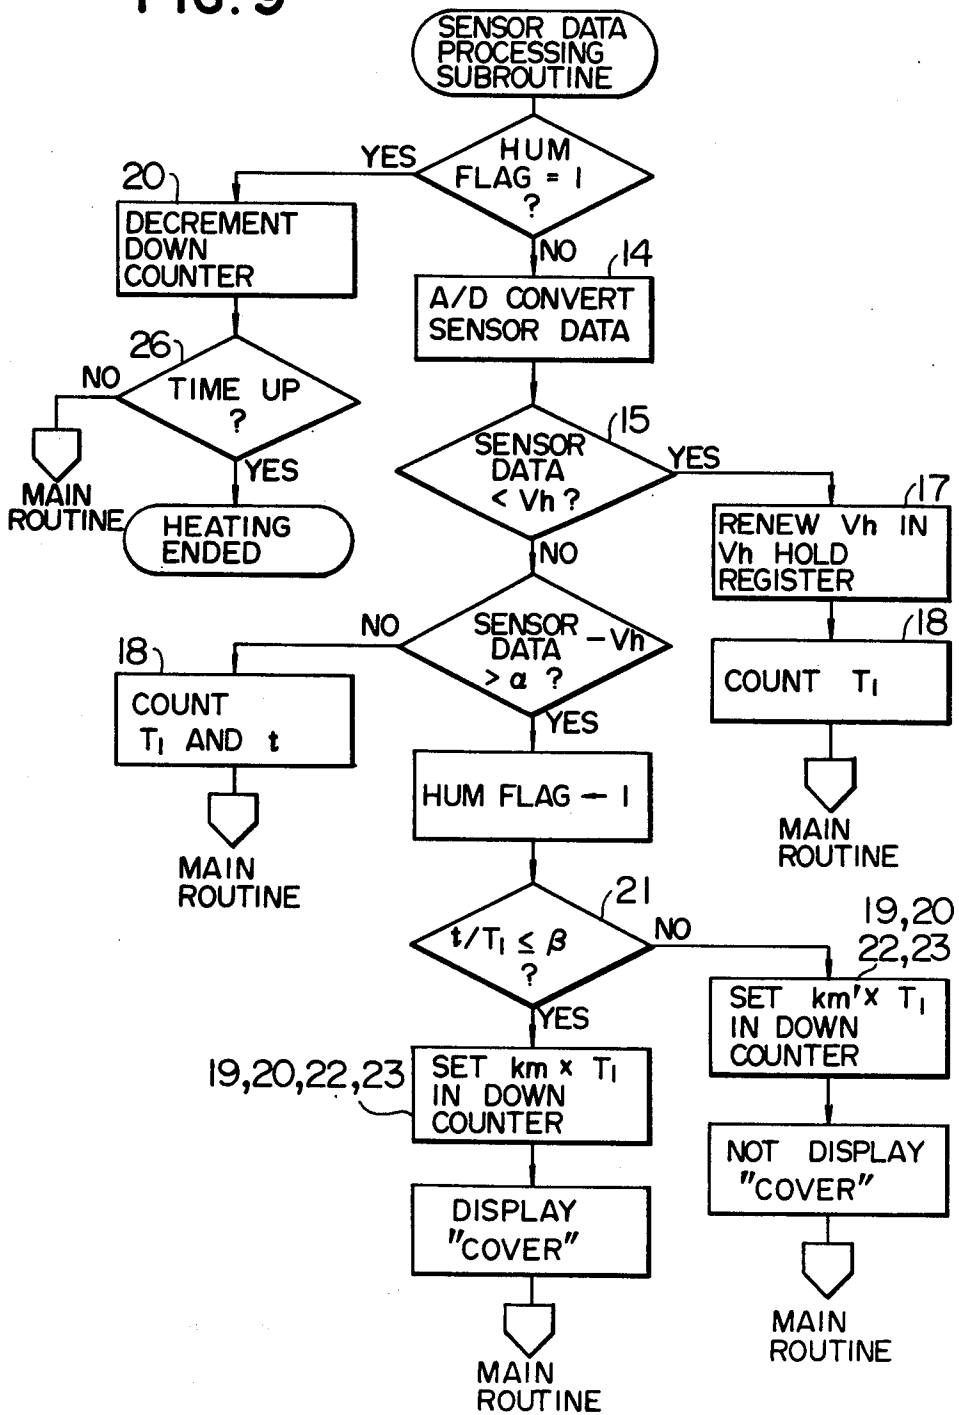 FIG. 9
SENSOR DATA
PROCESSING
SUBROUTINE
HUM
FLAG = 1
?
YES
NO
20
DECREMENT
DOWN
COUNTER
14
A/D CONVERT
SENSOR DATA
26
TIME UP
?
NO
YES
MAIN
ROUTINE
HEATING
ENDED
15
SENSOR
DATA
< Vh ?
YES
NO
17
RENEW Vh IN
Vh HOLD
REGISTER
18
COUNT T1
MAIN
ROUTINE
SENSOR
DATA - Vh
> α ?
NO
YES
18
COUNT
T1 AND t
MAIN
ROUTINE
HUM FLAG ← 1
21
t/T1 ≤ β
?
NO
YES
19,20
22,23
SET km' x T1
IN DOWN
COUNTER
19,20,22,23
SET km x T1
IN DOWN
COUNTER
NOT DISPLAY
"COVER"
DISPLAY
"COVER"
MAIN
ROUTINE
MAIN
ROUTINE